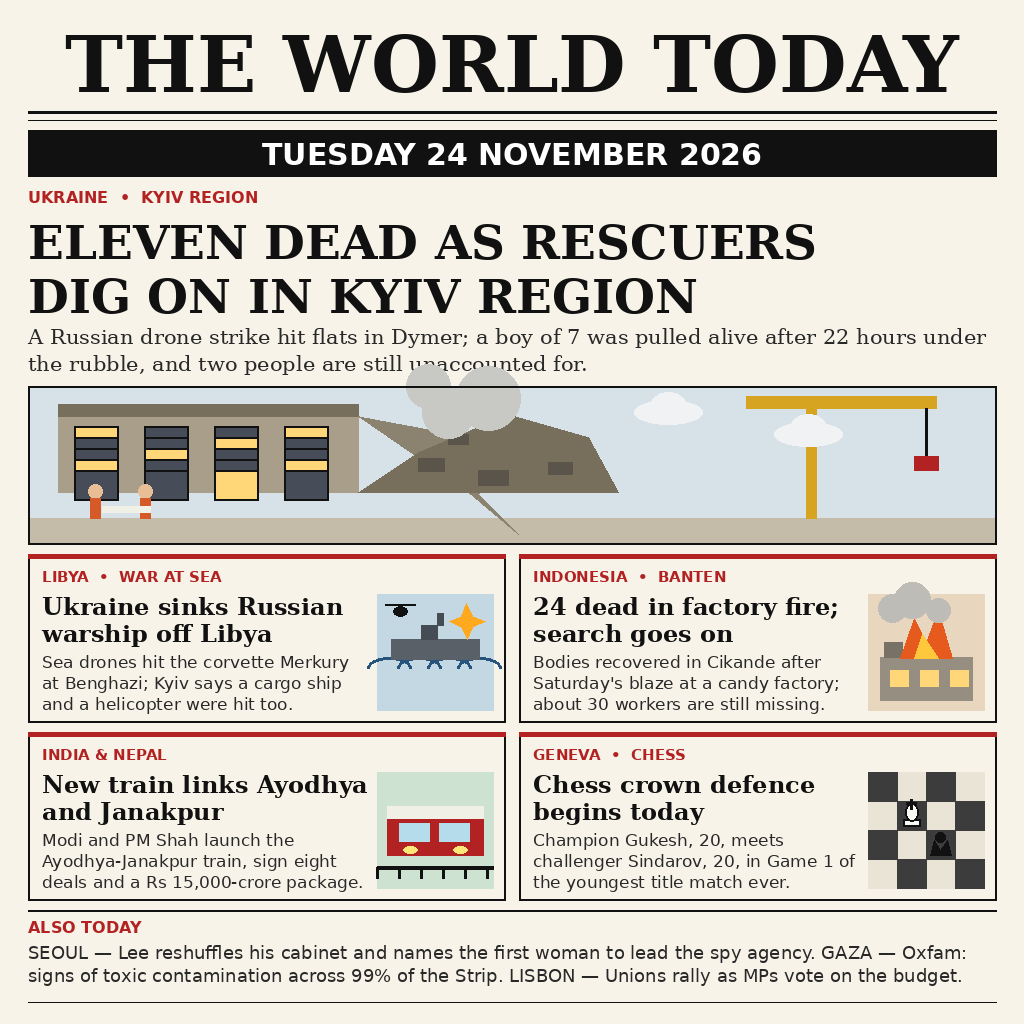 THE WORLD TODAY
TUESDAY 24 NOVEMBER 2026
UKRAINE • KYIV REGION
ELEVEN DEAD AS RESCUERS
DIG ON IN KYIV REGION
A Russian drone strike hit flats in Dymer; a boy of 7 was pulled alive after 22 hours under
the rubble, and two people are still unaccounted for.
LIBYA • WAR AT SEA
Ukraine sinks Russian
warship off Libya
Sea drones hit the corvette Merkury
at Benghazi; Kyiv says a cargo ship
and a helicopter were hit too.
INDONESIA • BANTEN
24 dead in factory fire;
search goes on
Bodies recovered in Cikande after
Saturday's blaze at a candy factory;
about 30 workers are still missing.
INDIA & NEPAL
New train links Ayodhya
and Janakpur
Modi and PM Shah launch the
Ayodhya-Janakpur train, sign eight
deals and a Rs 15,000-crore package.
GENEVA • CHESS
Chess crown defence
begins today
Champion Gukesh, 20, meets
challenger Sindarov, 20, in Game 1 of
the youngest title match ever.
ALSO TODAY
SEOUL — Lee reshuffles his cabinet and names the first woman to lead the spy agency. GAZA — Oxfam:
signs of toxic contamination across 99% of the Strip. LISBON — Unions rally as MPs vote on the budget.